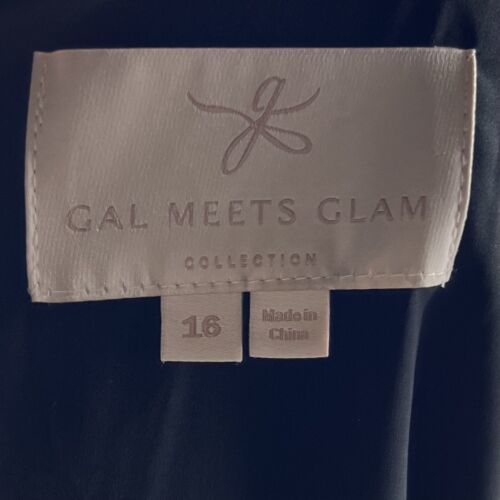 g
GAL MEETS GLAM
COLLECTION
16
Made in
China